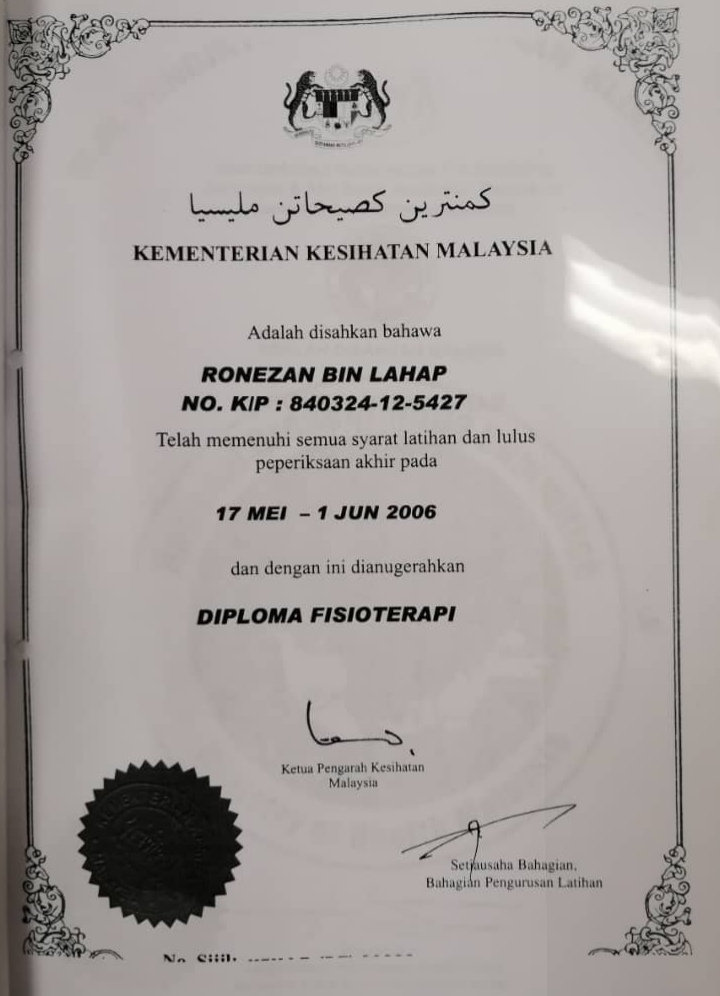 كمنترين كصيحاتن مليسيا
KEMENTERIAN KESIHATAN MALAYSIA
Adalah disahkan bahawa
RONEZAN BIN LAHAP
NO. K/P : 840324-12-5427
Telah memenuhi semua syarat latihan dan lulus
peperiksaan akhir pada
17 MEI – 1 JUN 2006
dan dengan ini dianugerahkan
DIPLOMA FISIOTERAPI
Ketua Pengarah Kesihatan
Malaysia
Setiausaha Bahagian,
Bahagian Pengurusan Latihan